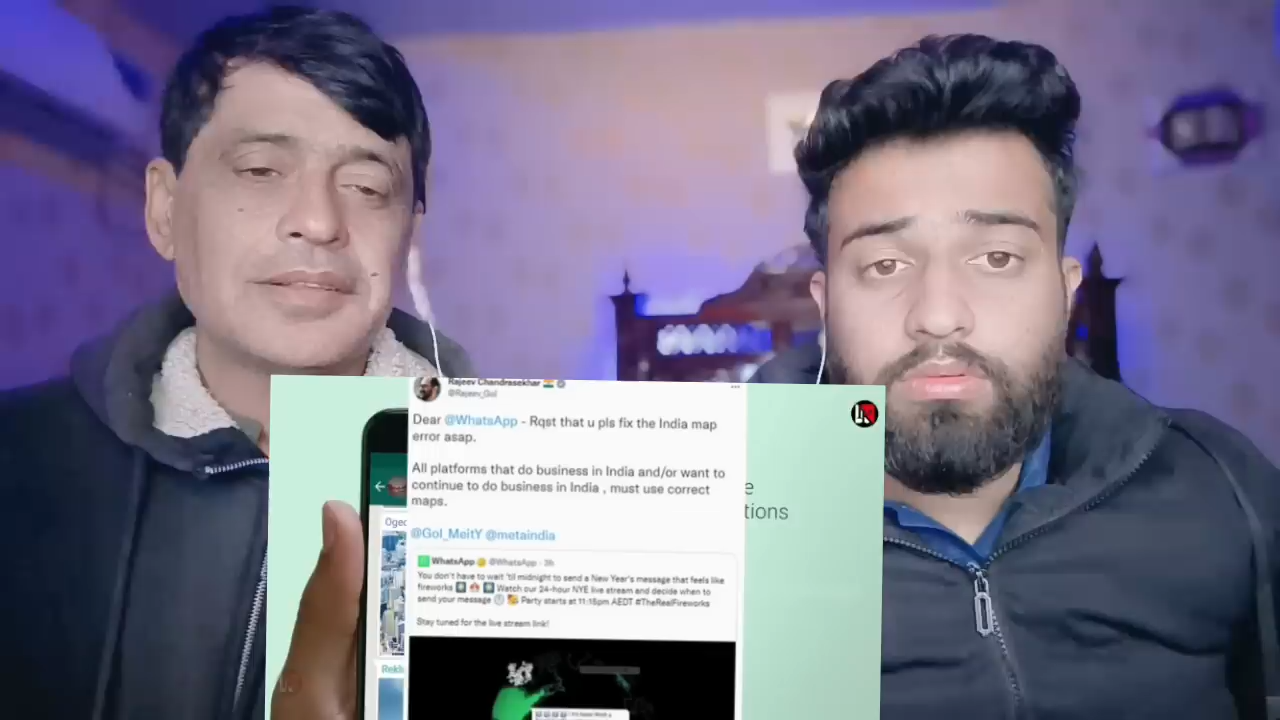 Rajeev Chandrasekhar
@Rajeev_GoI
Dear @WhatsApp - Rqst that u pls fix the India map
error asap.
All platforms that do business in India and/or want to
continue to do business in India , must use correct
maps.
@GoI_MeitY @metaindia
WhatsApp @WhatsApp · 3h
You don't have to wait 'til midnight to send a New Year's message that feels like
fireworks Watch our 24-hour NYE live stream and decide when to
send your message Party starts at 11:15pm AEDT #TheRealFireworks
Stay tuned for the live stream link!
e
tions
Oged
Rekl